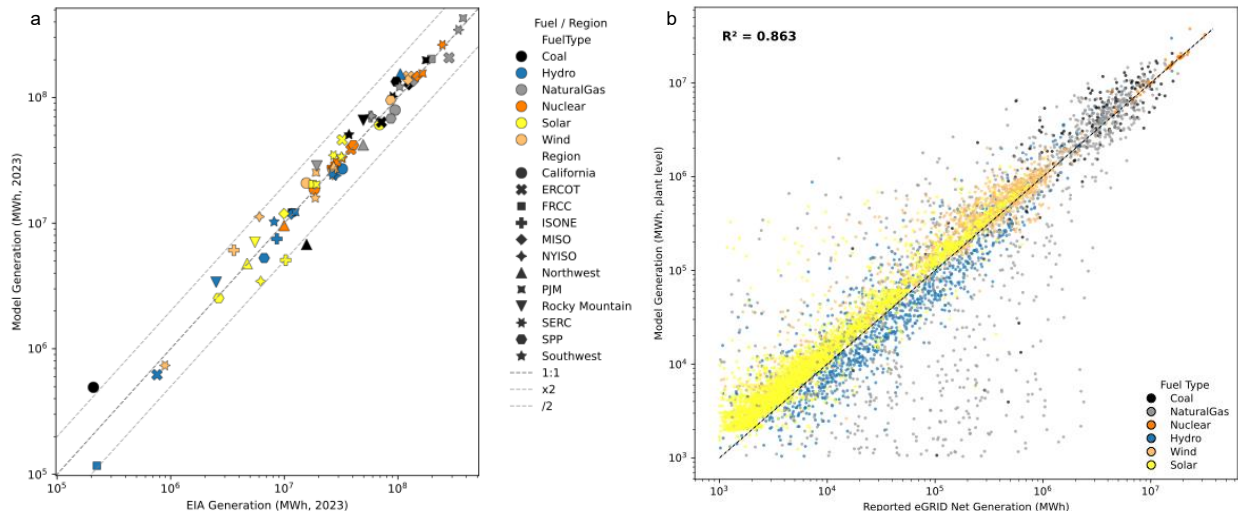 a
Model Generation (MWh, 2023)
10⁸
10⁷
10⁶
10⁵
10⁵ 10⁶ 10⁷ 10⁸
EIA Generation (MWh, 2023)
Fuel / Region
FuelType
Coal
Hydro
NaturalGas
Nuclear
Solar
Wind
Region
California
ERCOT
FRCC
ISONE
MISO
NYISO
Northwest
PJM
Rocky Mountain
SERC
SPP
Southwest
1:1
x2
/2
b
R² = 0.863
Model Generation (MWh, plant level)
10⁷
10⁶
10⁵
10⁴
10³
10³ 10⁴ 10⁵ 10⁶ 10⁷
Reported eGRID Net Generation (MWh)
Fuel Type
Coal
NaturalGas
Nuclear
Hydro
Wind
Solar